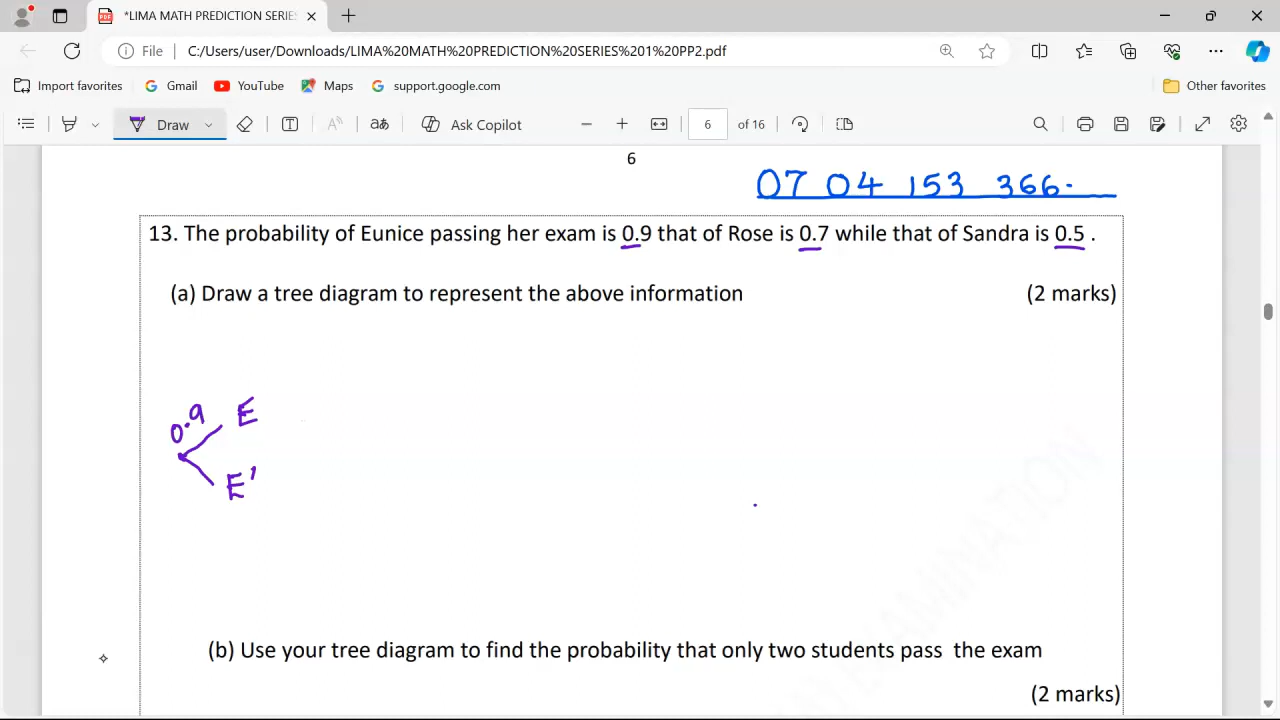 *LIMA MATH PREDICTION SERIE
File C:/Users/user/Downloads/LIMA%20MATH%20PREDICTION%20SERIES%201%20PP2.pdf
Import favorites Gmail YouTube Maps support.google.com Other favorites
Draw Ask Copilot 6 of 16
6
07 04 153 366.
13. The probability of Eunice passing her exam is 0.9 that of Rose is 0.7 while that of Sandra is 0.5 .
(a) Draw a tree diagram to represent the above information (2 marks)
0.9 E
E'
EXAMINATION
(b) Use your tree diagram to find the probability that only two students pass the exam
(2 marks)